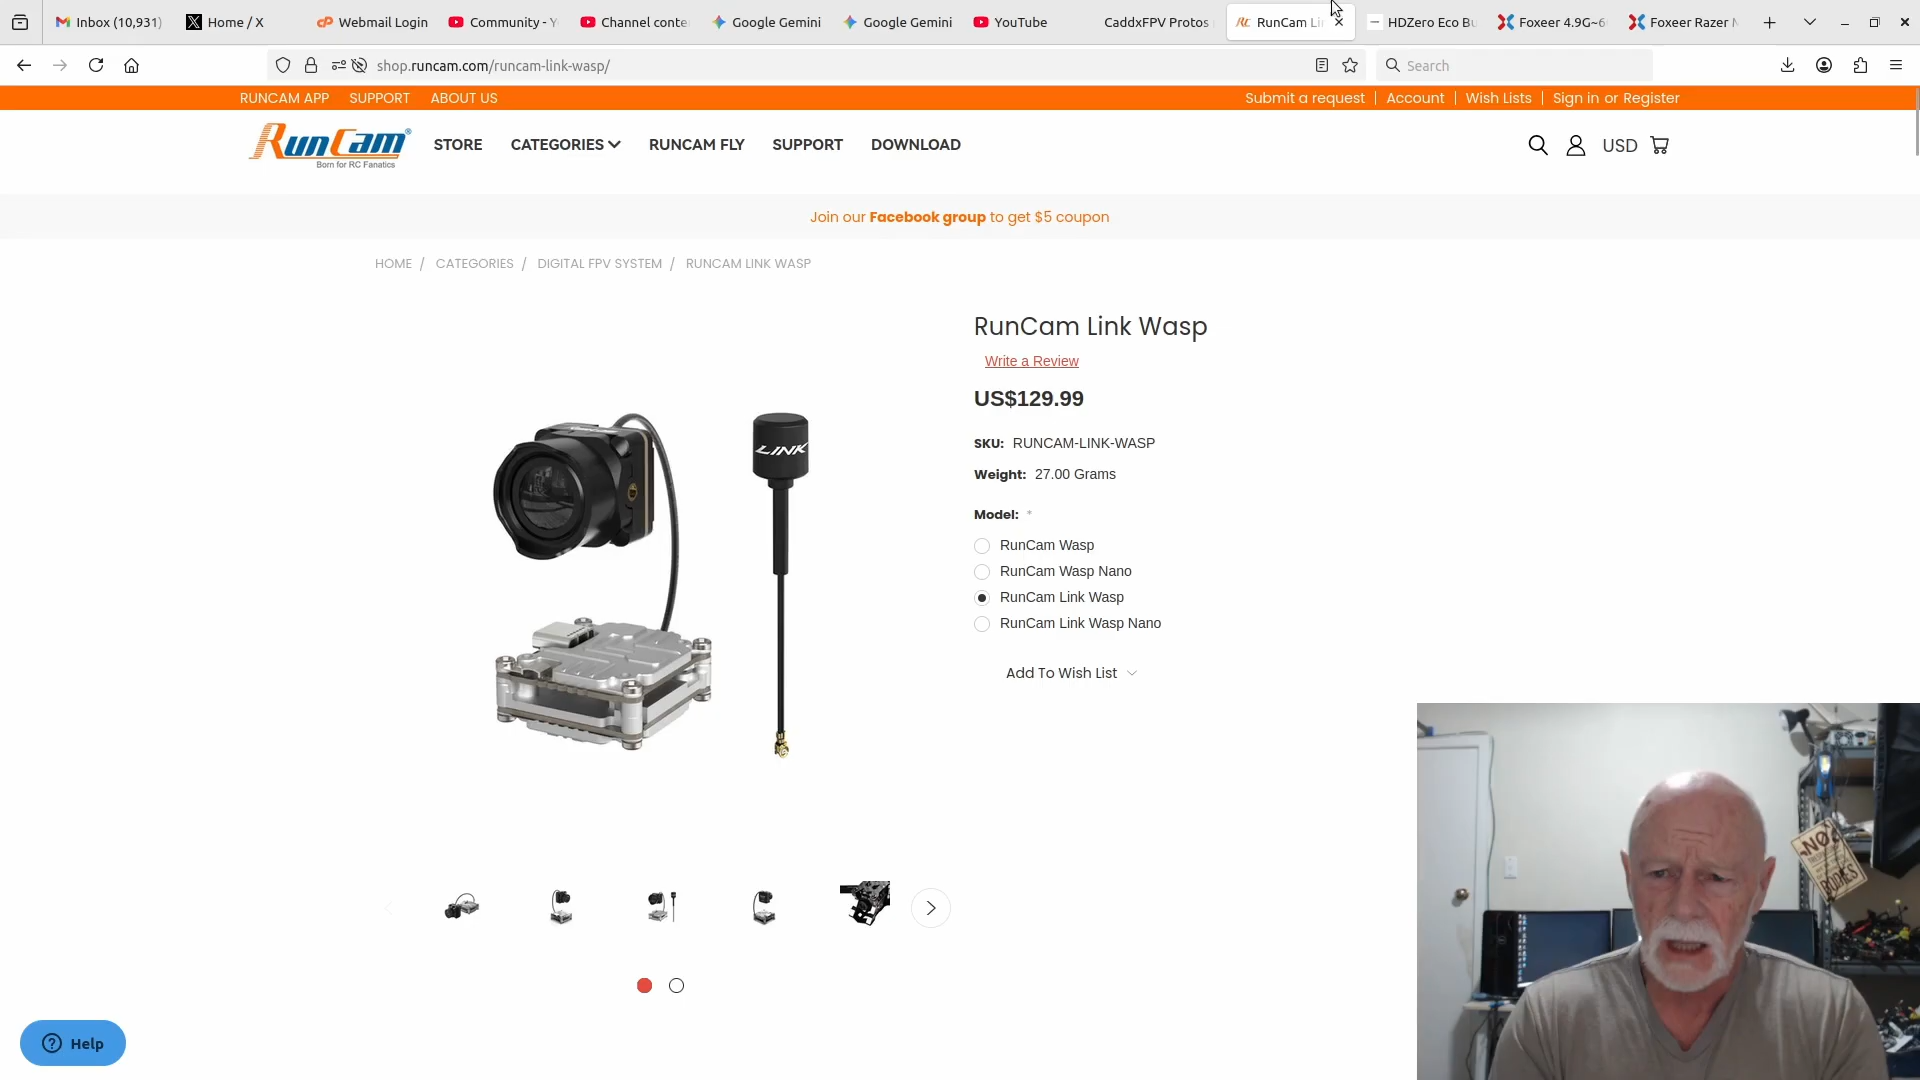 Inbox (10,931)
Home / X
Webmail Login
Community - Y
Channel conte
Google Gemini
Google Gemini
YouTube
CaddxFPV Protos
RunCam Li
HDZero Eco Bu
Foxeer 4.9G~6
Foxeer Razer
shop.runcam.com/runcam-link-wasp/
Search
RUNCAM APP
SUPPORT
ABOUT US
Submit a request
Account
Wish Lists
Sign in or Register
RunCam®
Born for RC Fanatics
STORE
CATEGORIES
RUNCAM FLY
SUPPORT
DOWNLOAD
USD
Join our Facebook group to get $5 coupon
HOME / CATEGORIES / DIGITAL FPV SYSTEM / RUNCAM LINK WASP
RunCam Link Wasp
Write a Review
US$129.99
SKU: RUNCAM-LINK-WASP
Weight: 27.00 Grams
Model: *
RunCam Wasp
RunCam Wasp Nano
RunCam Link Wasp
RunCam Link Wasp Nano
Add To Wish List
LINK
NO
BODIES
Help